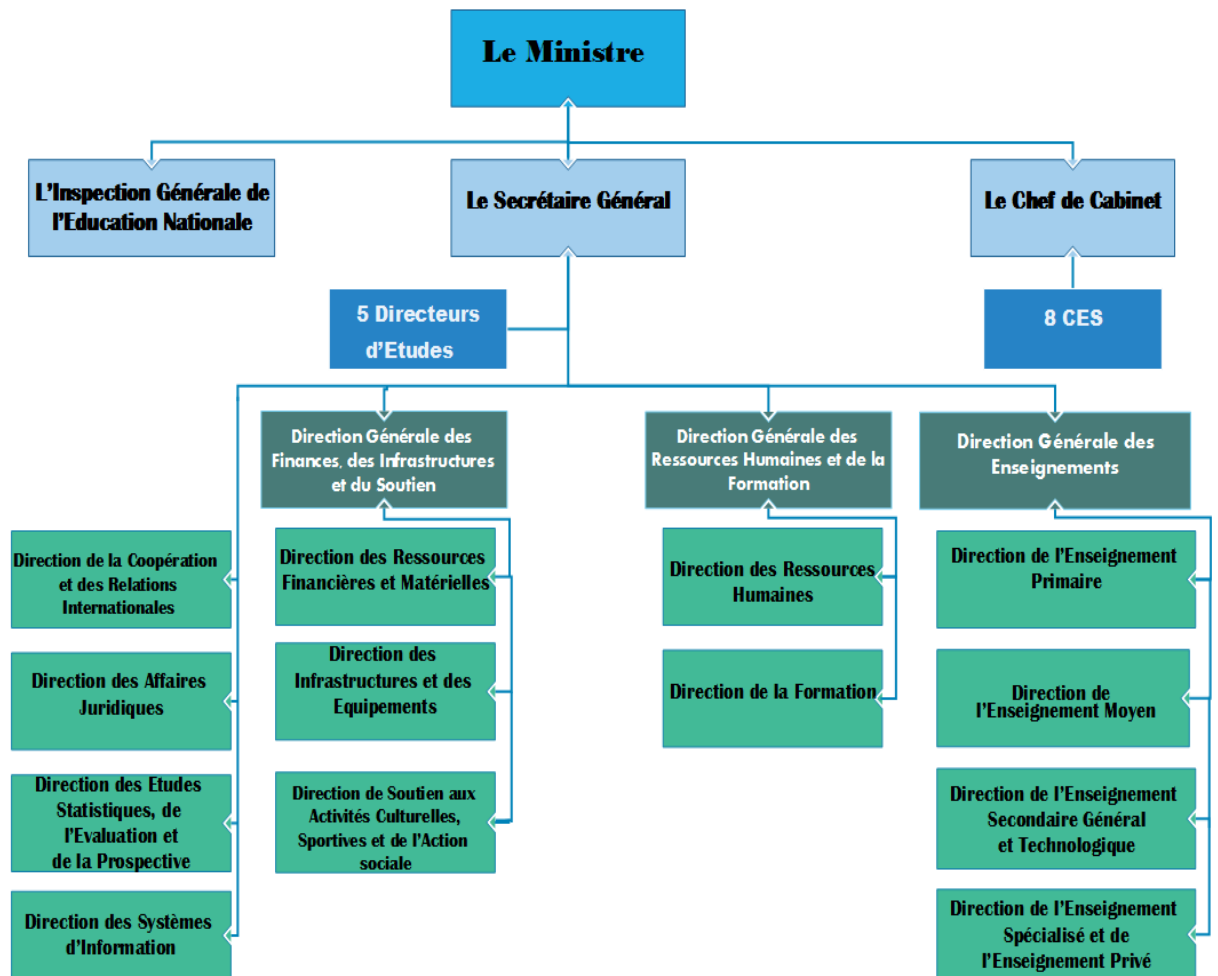 Le Ministre
L'Inspection Générale de
l'Education Nationale
Le Secrétaire Général
Le Chef de Cabinet
5 Directeurs
d'Etudes
8 CES
Direction Générale des
Finances, des Infrastructures
et du Soutien
Direction Générale des
Ressources Humaines et de la
Formation
Direction Générale des
Enseignements
Direction de la Coopération
et des Relations
Internationales
Direction des Affaires
Juridiques
Direction des Etudes
Statistiques, de
l'Evaluation et
de la Prospective
Direction des Systèmes
d'Information
Direction des Ressources
Financières et Matérielles
Direction des
Infrastructures et des
Equipements
Direction de Soutien aux
Activités Culturelles,
Sportives et de l'Action
sociale
Direction des Ressources
Humaines
Direction de la Formation
Direction de l'Enseignement
Primaire
Direction de
l'Enseignement Moyen
Direction de l'Enseignement
Secondaire Général
et Technologique
Direction de l'Enseignement
Spécialisé et de
l'Enseignement Privé